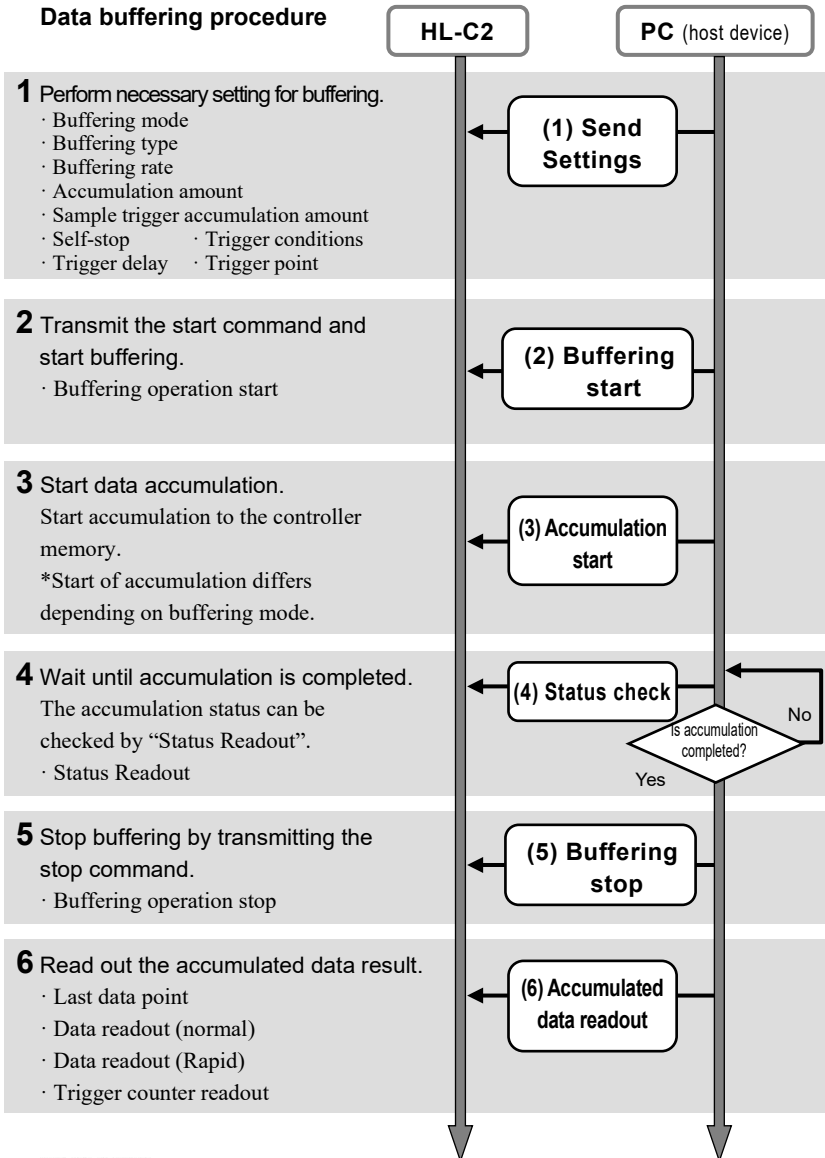 Data buffering procedure
HL-C2
PC (host device)
1 Perform necessary setting for buffering.
· Buffering mode
· Buffering type
· Buffering rate
· Accumulation amount
· Sample trigger accumulation amount
· Self-stop · Trigger conditions
· Trigger delay · Trigger point
(1) Send
Settings
2 Transmit the start command and
start buffering.
· Buffering operation start
(2) Buffering
start
3 Start data accumulation.
Start accumulation to the controller
memory.
*Start of accumulation differs
depending on buffering mode.
(3) Accumulation
start
4 Wait until accumulation is completed.
The accumulation status can be
checked by “Status Readout”.
· Status Readout
(4) Status check
Is accumulation
completed?
No
Yes
5 Stop buffering by transmitting the
stop command.
· Buffering operation stop
(5) Buffering
stop
6 Read out the accumulated data result.
· Last data point
· Data readout (normal)
· Data readout (Rapid)
· Trigger counter readout
(6) Accumulated
data readout